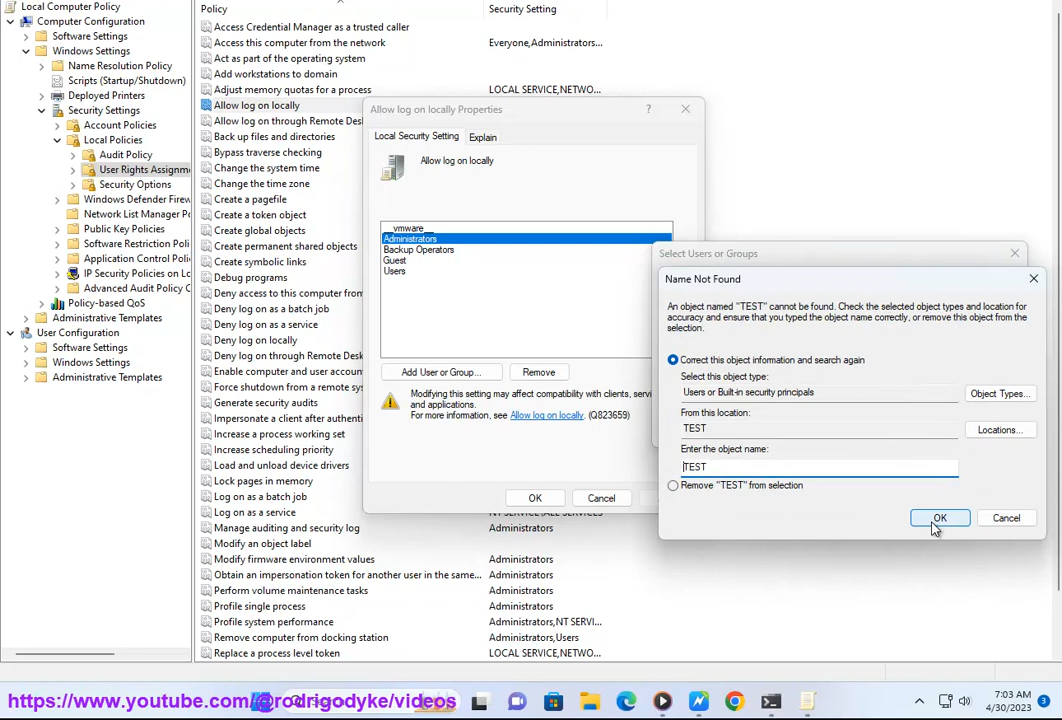 Local Computer Policy
Computer Configuration
Software Settings
Windows Settings
Name Resolution Policy
Scripts (Startup/Shutdown)
Deployed Printers
Security Settings
Account Policies
Local Policies
Audit Policy
User Rights Assignme
Security Options
Windows Defender Firew
Network List Manager P
Public Key Policies
Software Restriction Pol
Application Control Poli
IP Security Policies on Lo
Advanced Audit Policy C
Policy-based QoS
Administrative Templates
User Configuration
Software Settings
Windows Settings
Administrative Templates
Policy Security Setting
Access Credential Manager as a trusted caller
Access this computer from the network Everyone,Administrators...
Act as part of the operating system
Add workstations to domain
Adjust memory quotas for a process LOCAL SERVICE,NETWO...
Allow log on locally
Allow log on through Remote Des
Back up files and directories
Bypass traverse checking
Change the system time
Change the time zone
Create a pagefile
Create a token object
Create global objects
Create permanent shared objects
Create symbolic links
Debug programs
Deny access to this computer from
Deny log on as a batch job
Deny log on as a service
Deny log on locally
Deny log on through Remote Desk
Enable computer and user accoun
Force shutdown from a remote sys
Generate security audits
Impersonate a client after authenti
Increase a process working set
Increase scheduling priority
Load and unload device drivers
Lock pages in memory
Log on as a batch job
Log on as a service NT SERVICE\ALL SERVICES
Manage auditing and security log Administrators
Modify an object label
Modify firmware environment values Administrators
Obtain an impersonation token for another user in the same... Administrators
Perform volume maintenance tasks Administrators
Profile single process Administrators
Profile system performance Administrators,NT SERVI...
Remove computer from docking station Administrators,Users
Replace a process level token LOCAL SERVICE,NETWO...
Allow log on locally Properties ?
Local Security Setting Explain
Allow log on locally
__vmware__
Administrators
Backup Operators
Guest
Users
Add User or Group... Remove
Modifying this setting may affect compatibility with clients, servi
and applications.
For more information, see Allow log on locally. (Q823659)
OK Cancel
Select Users or Groups
Name Not Found
An object named "TEST" cannot be found. Check the selected object types and location for
accuracy and ensure that you typed the object name correctly, or remove this object from the
selection.
Correct this object information and search again
Select this object type:
Users or Built-in security principals Object Types...
From this location:
TEST Locations...
Enter the object name:
TEST
Remove "TEST" from selection
OK Cancel
https://www.youtube.com/@rodrigodyke/videos
7:03 AM
4/30/2023
3